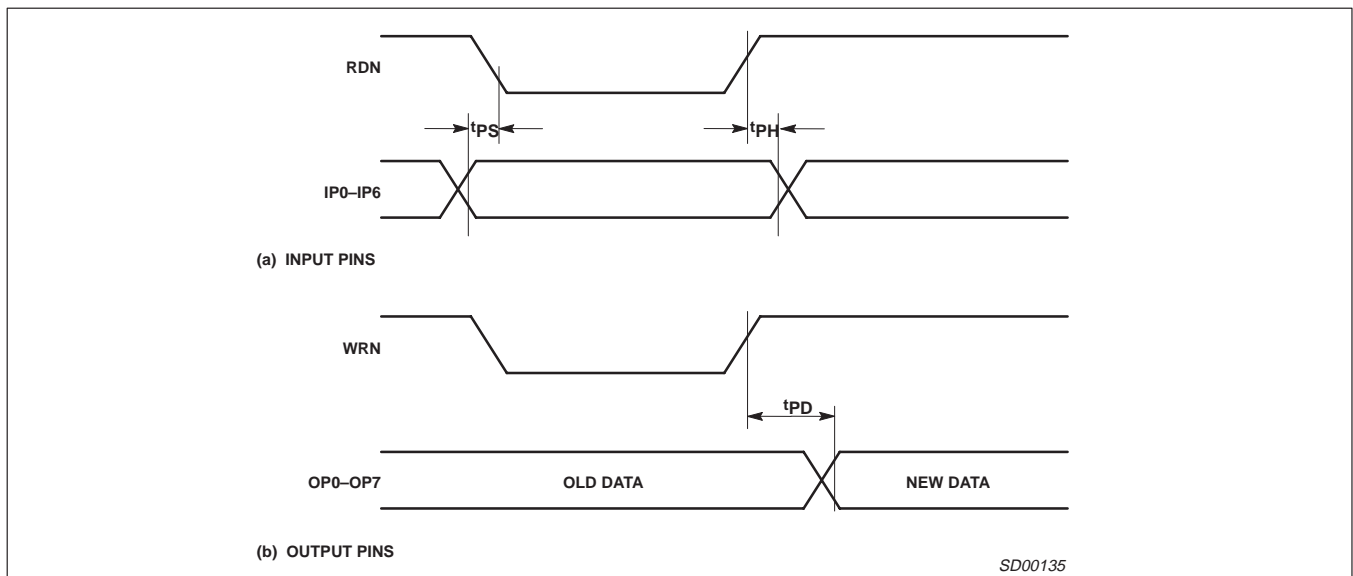 RDN
tPS
tPH
IP0–IP6
(a) INPUT PINS
WRN
tPD
OP0–OP7
OLD DATA
NEW DATA
(b) OUTPUT PINS
SD00135